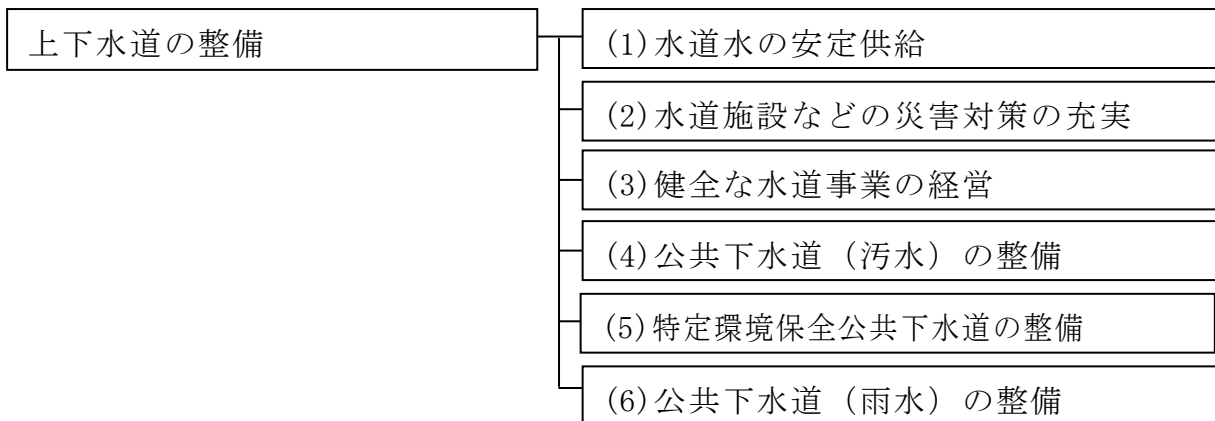 上下水道の整備
(1)水道水の安定供給
(2)水道施設などの災害対策の充実
(3)健全な水道事業の経営
(4)公共下水道（汚水）の整備
(5)特定環境保全公共下水道の整備
(6)公共下水道（雨水）の整備